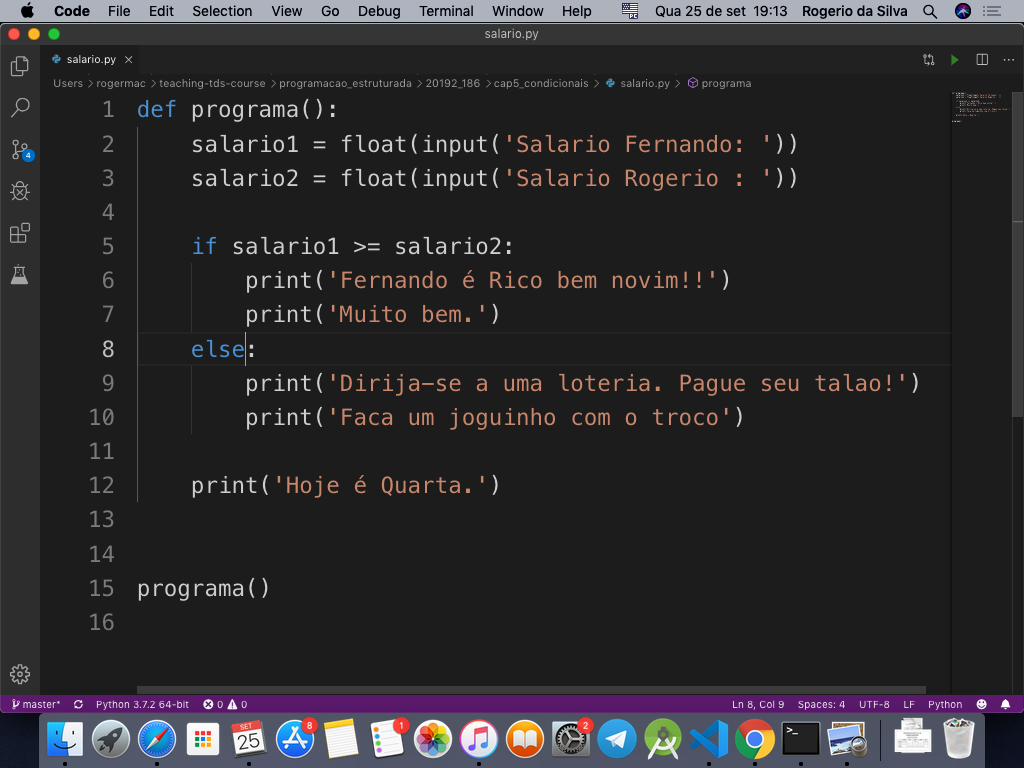 Code File Edit Selection View Go Debug Terminal Window Help Qua 25 de set 19:13 Rogerio da Silva
salario.py
salario.py
Users > rogermac > teaching-tds-course > programacao_estruturada > 20192_186 > cap5_condicionais > salario.py > programa
1 def programa():
2 salario1 = float(input('Salario Fernando: '))
3 salario2 = float(input('Salario Rogerio : '))
4
5 if salario1 >= salario2:
6 print('Fernando é Rico bem novim!!')
7 print('Muito bem.')
8 else:
9 print('Dirija-se a uma loteria. Pague seu talao!')
10 print('Faca um joguinho com o troco')
11
12 print('Hoje é Quarta.')
13
14
15 programa()
16
4
master* Python 3.7.2 64-bit 0 0 Ln 8, Col 9 Spaces: 4 UTF-8 LF Python
SET
25
8
1
2
>_